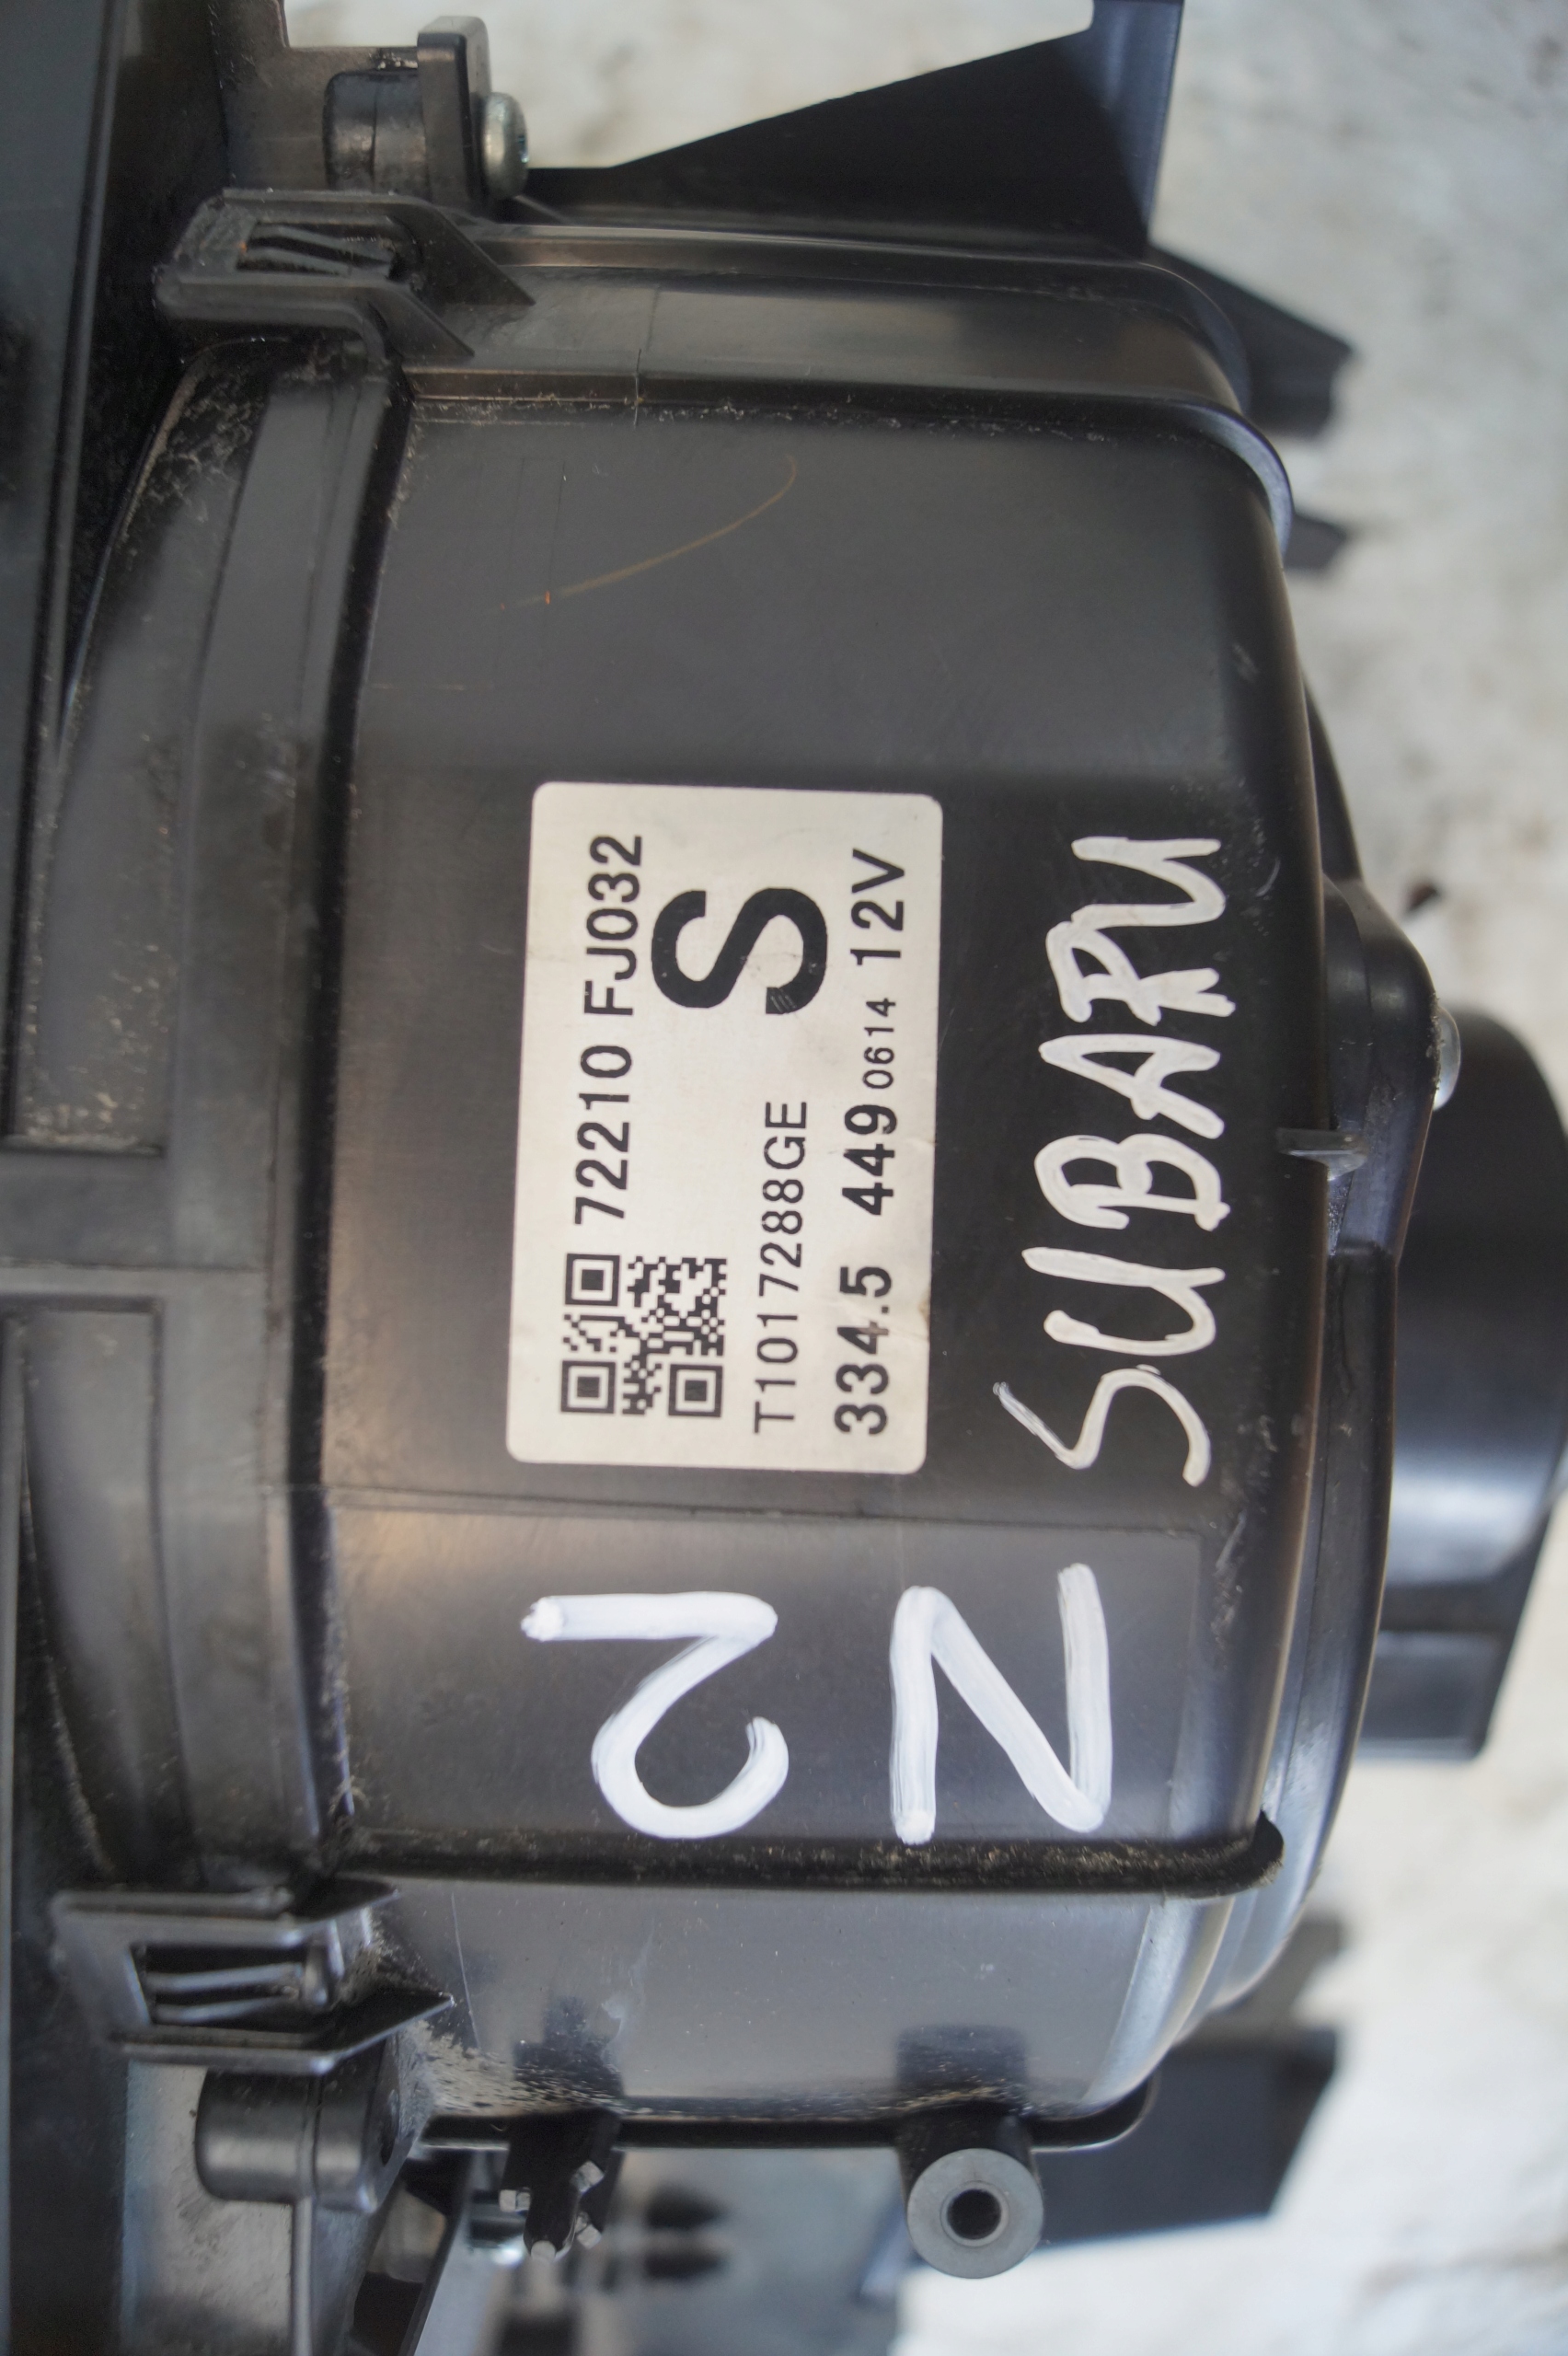 72210 FJ032
S
T1017288GE
334.5 449 0614 12V
SUBARU
N2